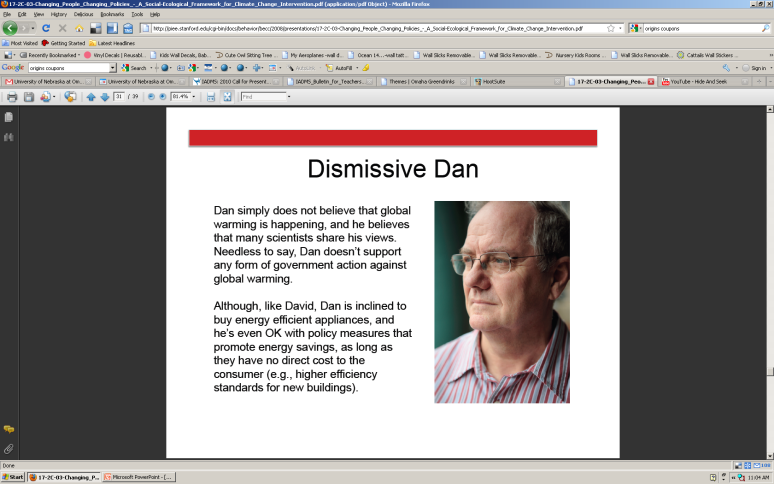 17-2C-03-Changing_People,_Changing_Policies_-_A_Social-Ecological_Framework_for_Climate_Change_Intervention.pdf (application/pdf Object) - Mozilla Firefox
File Edit View History Delicious Bookmarks Tools Help
http://piee.stanford.edu/cgi-bin/docs/behavior/becc/2008/presentations/17-2C-03-Changing_People,_Changing_Policies_-_A_Social-Ecological_Framework_for_Climate_Change_Intervention.pdf origins coupons
Most Visited Getting Started Latest Headlines
Recently Bookmarked Vinyl Decals | Reusable... Kids Wall Decals, Bab... Cute Owl Sitting Tree ... My Aeroplanes -wall d... Ocean 14...-wall tatt... Wall Slicks Removable... Wall Slicks Removable... Nursery Kids Rooms ... Wall Slicks Removable... Cattails Wall Stickers ...
Google origins coupons Search AutoLink AutoFill Sign in
University of Nebraska at Om... University of Nebraska at Om... IADMS 2010 Call for Present... IADMS_Bulletin_for_Teachers... Themes | Omaha Greendrinks HostSuite 17-2C-03-Changing_Pe... YouTube - Hide And Seek
31 / 39 81.4% Find
Dismissive Dan
Dan simply does not believe that global
warming is happening, and he believes
that many scientists share his views.
Needless to say, Dan doesn't support
any form of government action against
global warming.
Although, like David, Dan is inclined to
buy energy efficient appliances, and
he's even OK with policy measures that
promote energy savings, as long as
they have no direct cost to the
consumer (e.g., higher efficiency
standards for new buildings).
Done
Start 17-2C-03-Changing_P... Microsoft PowerPoint - [... 11:04 AM